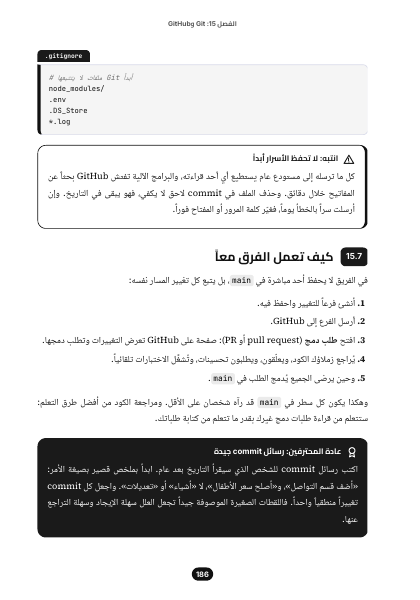 الفصل 15: Git وGitHub
.gitignore
# ملفات لا يتتبعها Git أبداً
node_modules/
.env
.DS_Store
*.log
انتبه: لا تحفظ الأسرار أبداً
كل ما ترسله إلى مستودع عام يستطيع أي أحد قراءته، والبرامج الآلية تفتش GitHub بحثاً عن
المفاتيح خلال دقائق. وحذف الملف في commit لاحق لا يكفي، فهو يبقى في التاريخ. وإن
أرسلت سراً بالخطأ يوماً، فغيّر كلمة المرور أو المفتاح فوراً.
15.7 كيف تعمل الفرق معاً
في الفريق لا يحفظ أحد مباشرة في main، بل يتبع كل تغيير المسار نفسه:
1. أنشئ فرعاً للتغيير واحفظ فيه.
2. أرسل الفرع إلى GitHub.
3. افتح طلب دمج (pull request أو PR): صفحة على GitHub تعرض التغييرات وتطلب دمجها.
4. يُراجع زملاؤك الكود، ويعلّقون، ويطلبون تحسينات، وتُشغَّل الاختبارات تلقائياً.
5. وحين يرضى الجميع يُدمج الطلب في main.
وهكذا يكون كل سطر في main قد رآه شخصان على الأقل. ومراجعة الكود من أفضل طرق التعلم:
ستتعلم من قراءة طلبات دمج غيرك بقدر ما تتعلم من كتابة طلباتك.
عادة المحترفين: رسائل commit جيدة
اكتب رسائل commit للشخص الذي سيقرأ التاريخ بعد عام. ابدأ بملخص قصير بصيغة الأمر:
«أضف قسم التواصل»، و«أصلح سعر الأطفال»، لا «أشياء» أو «تعديلات». واجعل كل commit
تغييراً منطقياً واحداً. فاللقطات الصغيرة الموصوفة جيداً تجعل العلل سهلة الإيجاد وسهلة التراجع
عنها.
186